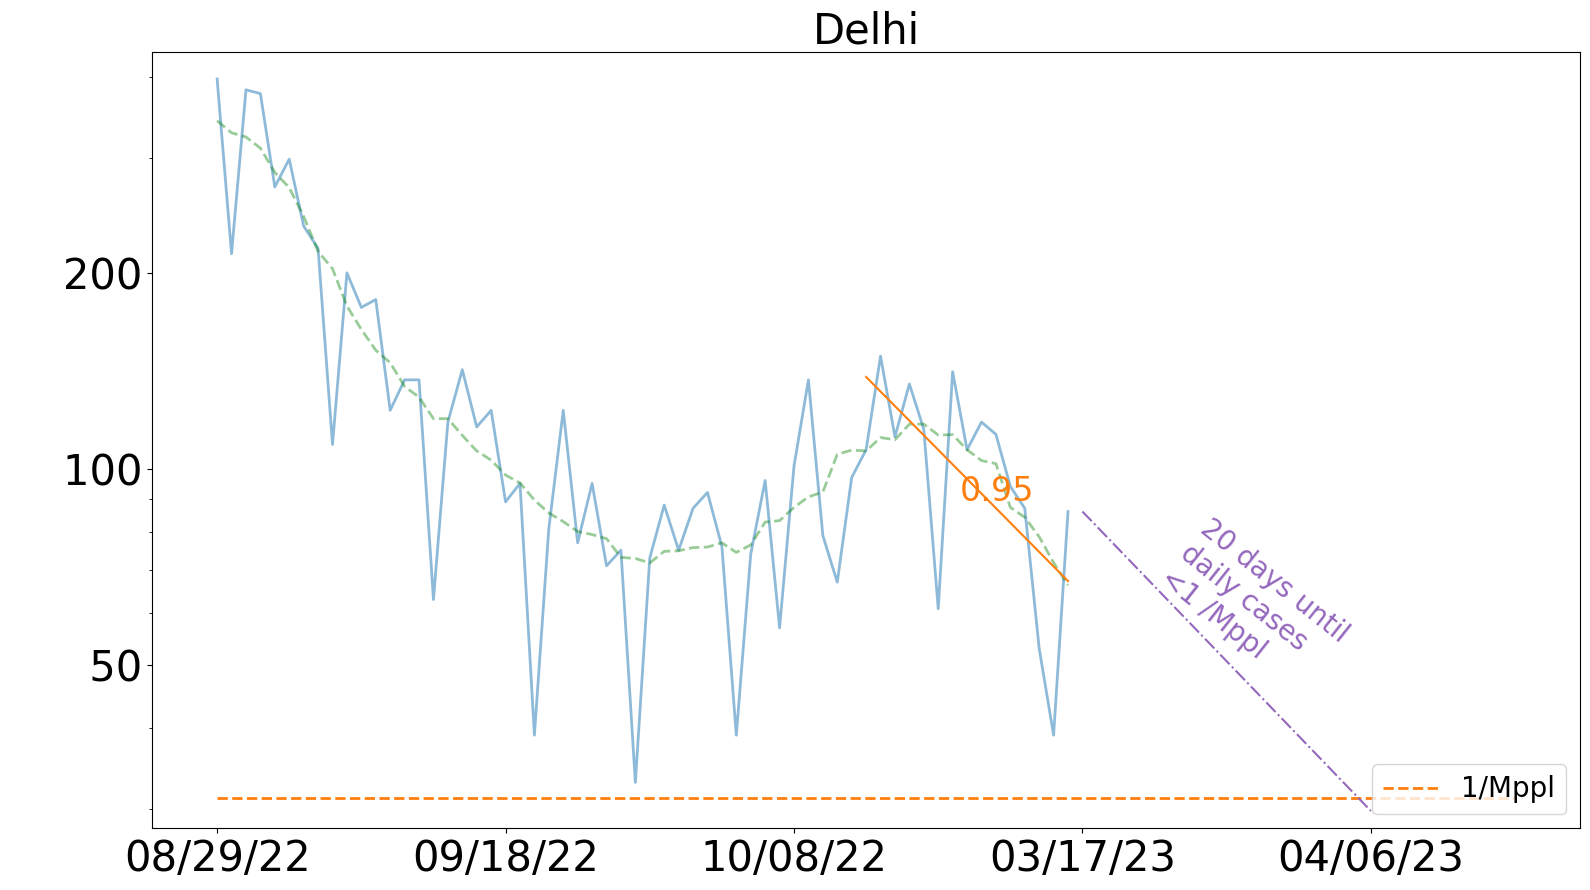 Delhi
200
100
50
0.95
20 days until
daily cases
<1 /Mppl
1/Mppl
08/29/22 09/18/22 10/08/22 03/17/23 04/06/23